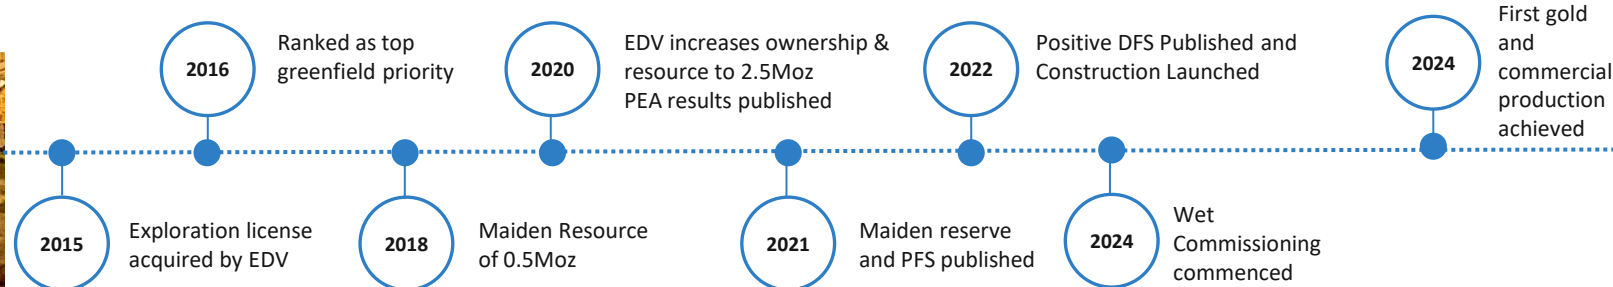 2015
Exploration license
acquired by EDV
2016
Ranked as top
greenfield priority
2018
Maiden Resource
of 0.5Moz
2020
EDV increases ownership &
resource to 2.5Moz
PEA results published
2021
Maiden reserve
and PFS published
2022
Positive DFS Published and
Construction Launched
2024
Wet
Commissioning
commenced
2024
First gold
and
commercial
production
achieved